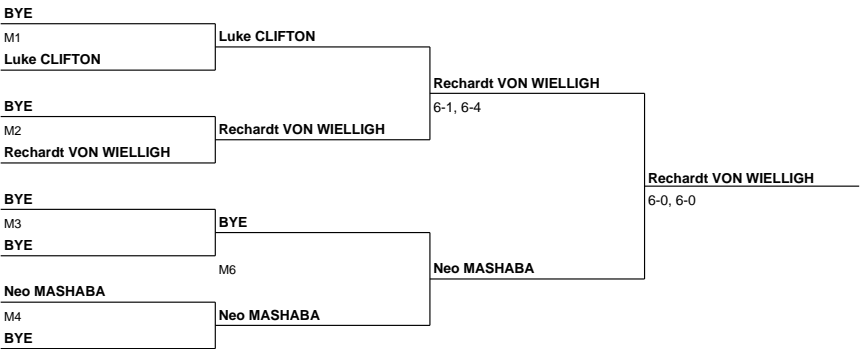 BYE
M1
Luke CLIFTON
Luke CLIFTON
BYE
M2
Rechardt VON WIELLIGH
Rechardt VON WIELLIGH
Rechardt VON WIELLIGH
6-1, 6-4
BYE
M3
BYE
BYE
M6
Neo MASHABA
M4
BYE
Neo MASHABA
Neo MASHABA
Rechardt VON WIELLIGH
6-0, 6-0